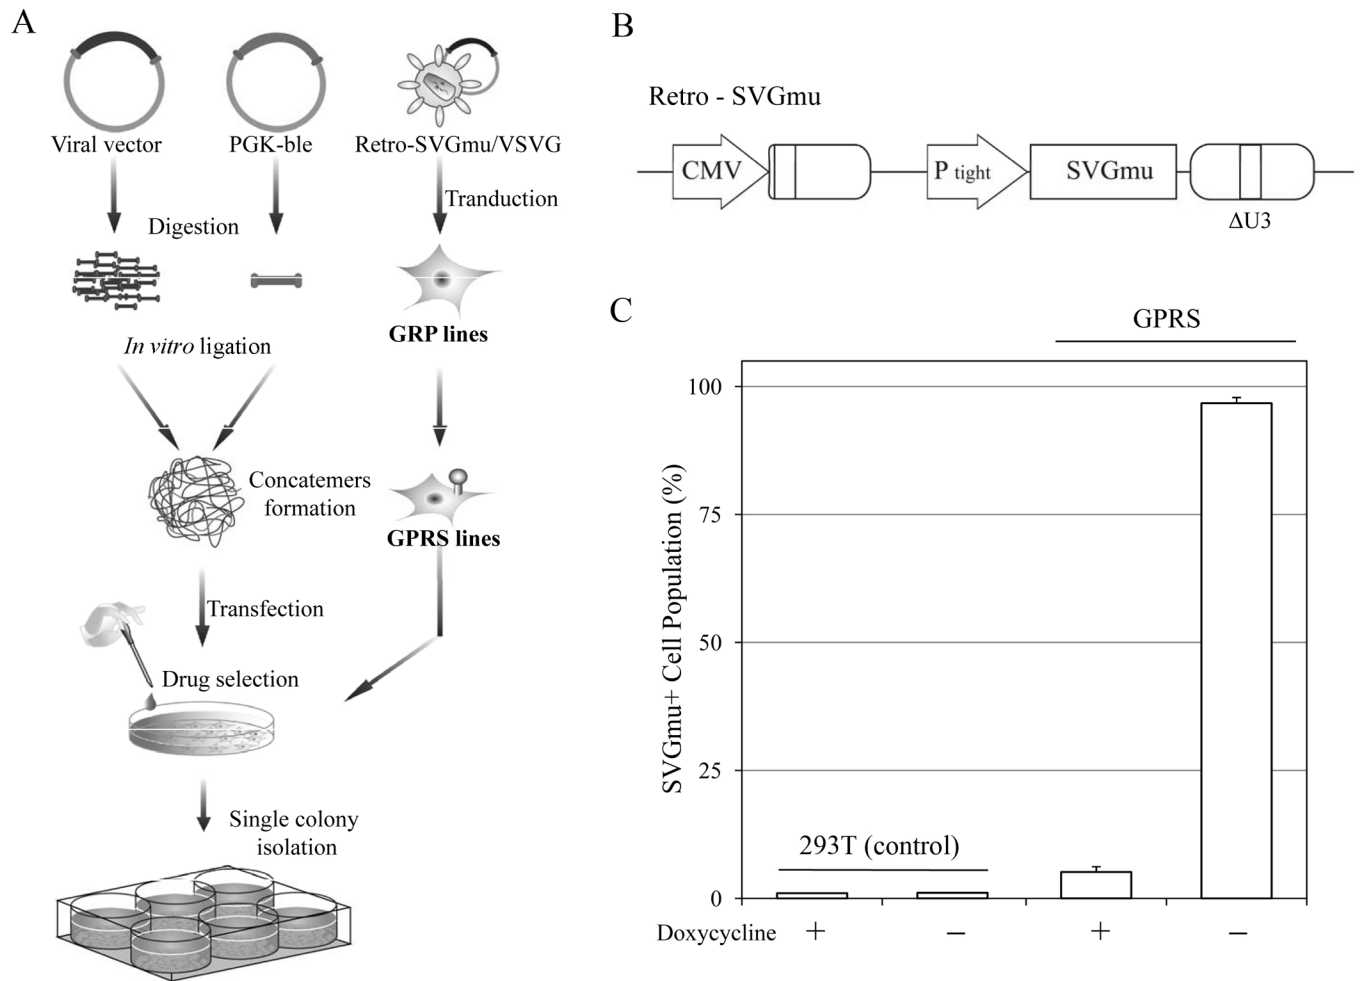 A
Viral vector
PGK-ble
Retro-SVGmu/VSVG
Tranduction
Digestion
GRP lines
In vitro ligation
Concatemers
formation
GPRS lines
Transfection
Drug selection
Single colony
isolation
B
Retro - SVGmu
CMV
P tight
SVGmu
ΔU3
C
GPRS
SVGmu+ Cell Population (%)
100
75
50
25
0
293T (control)
Doxycycline + − + −